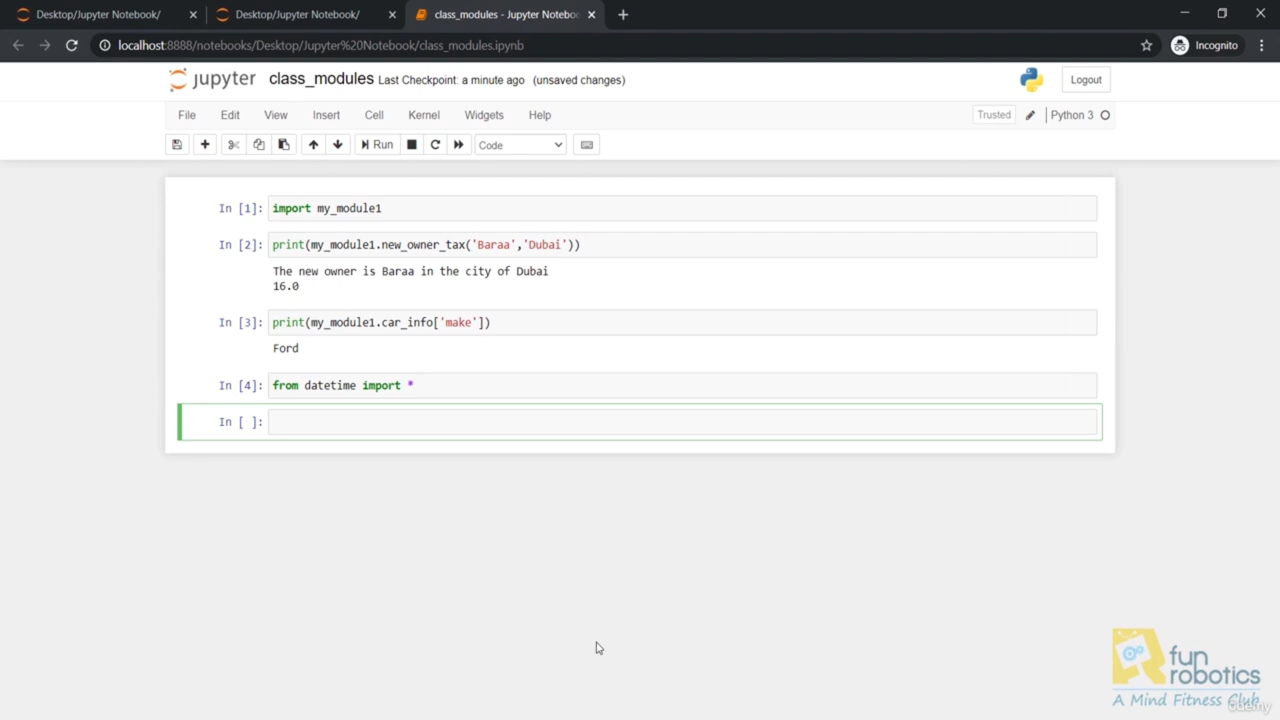 Desktop/Jupyter Notebook/
Desktop/Jupyter Notebook/
class_modules - Jupyter Noteboo
localhost:8888/notebooks/Desktop/Jupyter%20Notebook/class_modules.ipynb
Incognito
jupyter class_modules Last Checkpoint: a minute ago (unsaved changes)
Logout
File Edit View Insert Cell Kernel Widgets Help
Trusted
Python 3
Run
Code
In [1]: import my_module1
In [2]: print(my_module1.new_owner_tax('Baraa','Dubai'))
The new owner is Baraa in the city of Dubai
16.0
In [3]: print(my_module1.car_info['make'])
Ford
In [4]: from datetime import *
In [ ]:
fun
robotics
A Mind Fitness Club
ûdemy